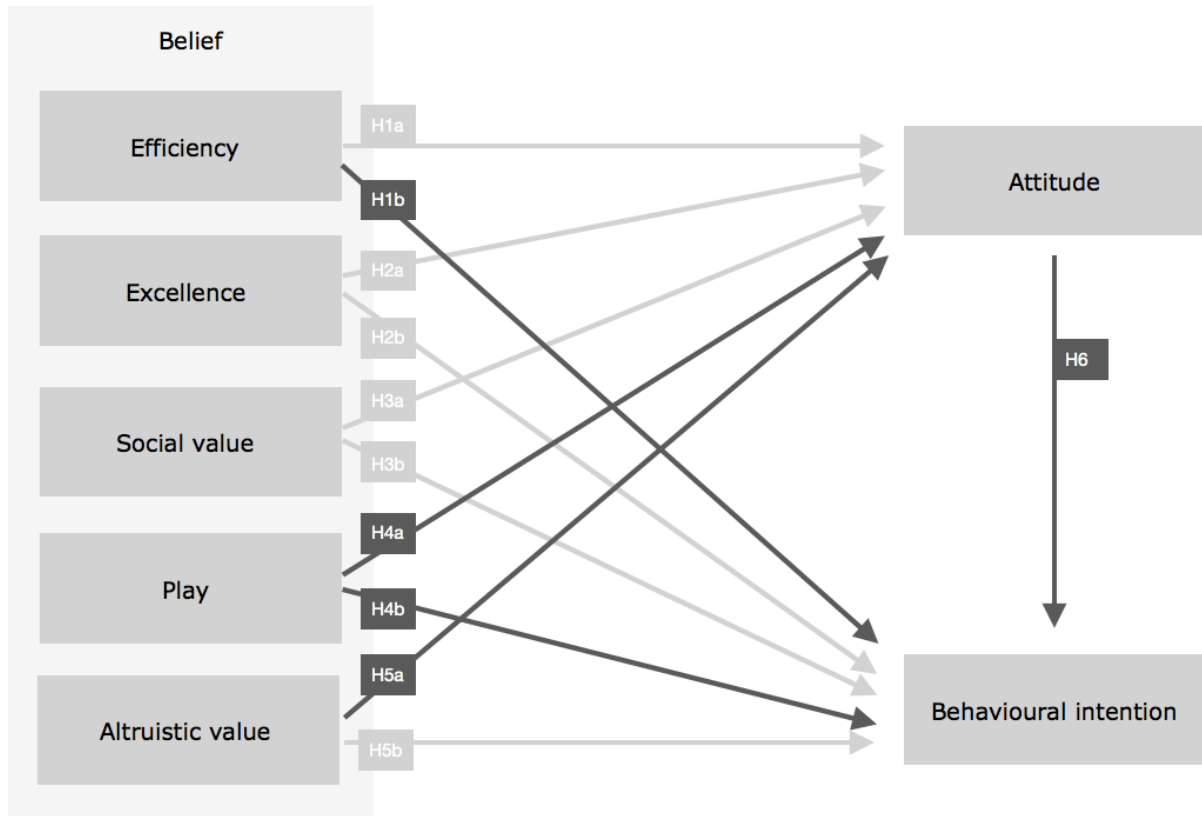 Belief
Efficiency
H1a
H1b
Attitude
Excellence
H2a
H2b
H6
Social value
H3a
H3b
Play
H4a
H4b
Altruistic value
H5a
H5b
Behavioural intention